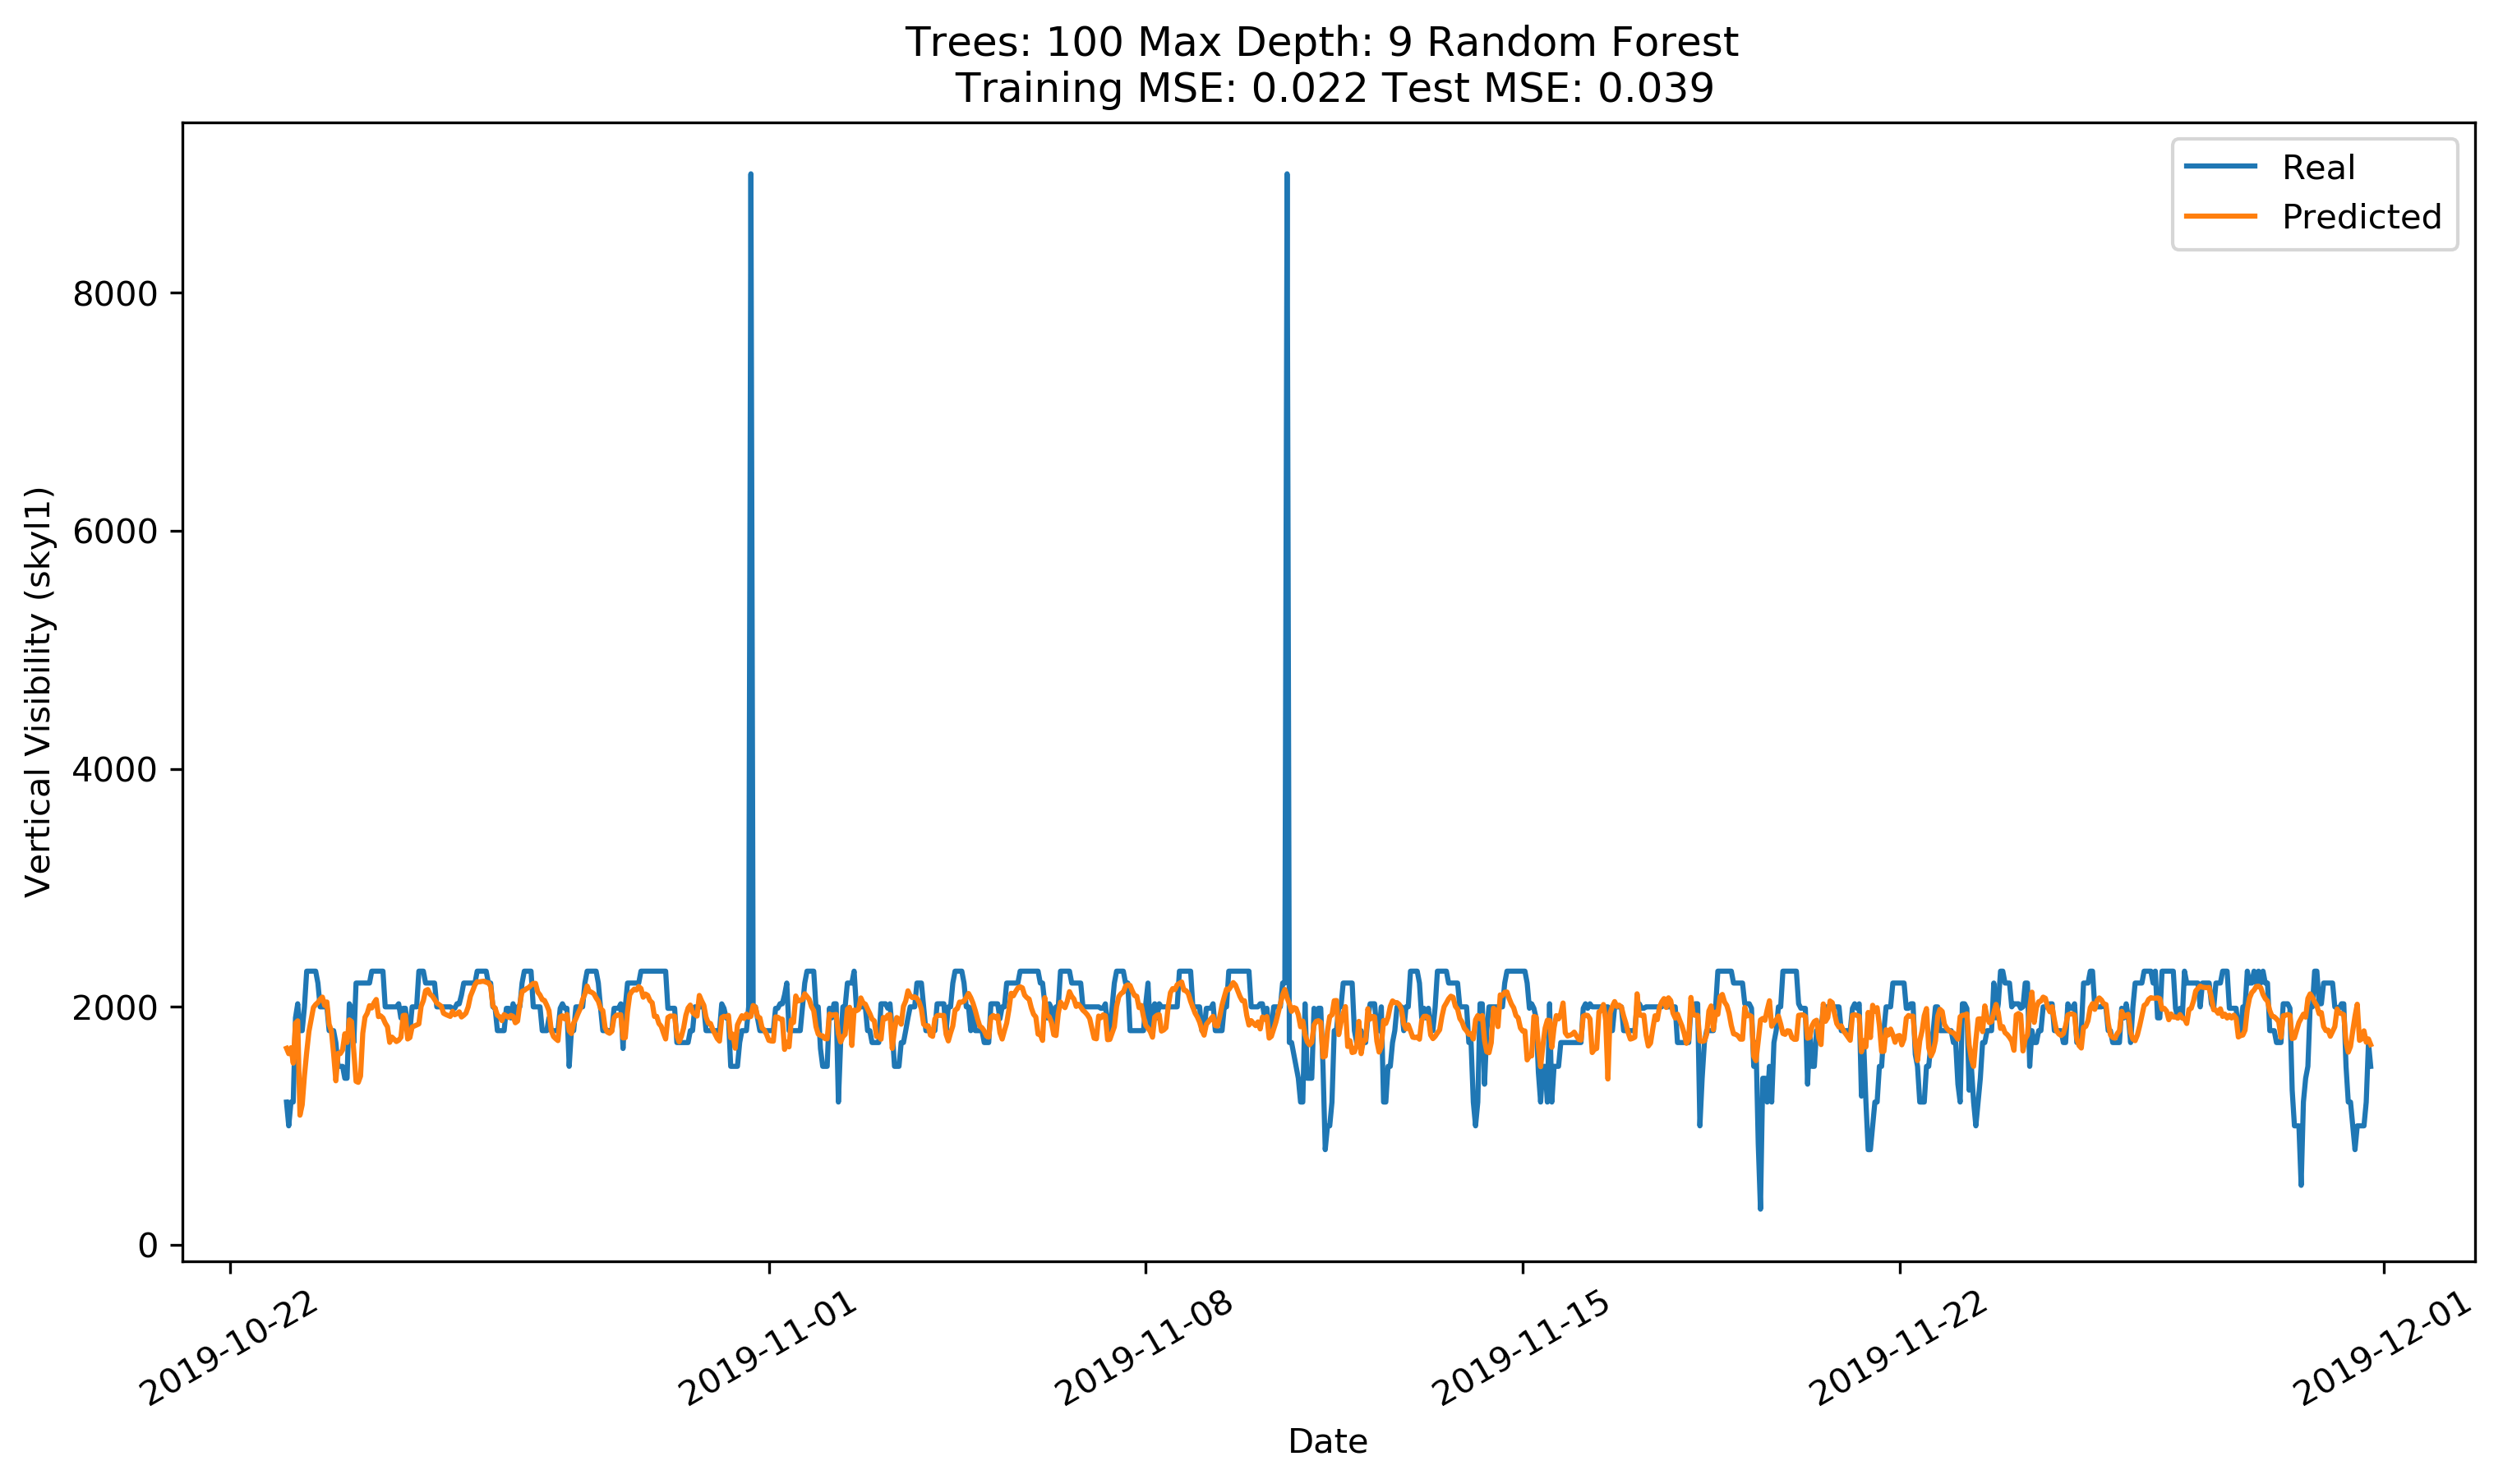 Trees: 100 Max Depth: 9 Random Forest
Training MSE: 0.022 Test MSE: 0.039
Real
Predicted
Vertical Visibility (skyl1)
8000
6000
4000
2000
0
2019-10-22
2019-11-01
2019-11-08
2019-11-15
2019-11-22
2019-12-01
Date